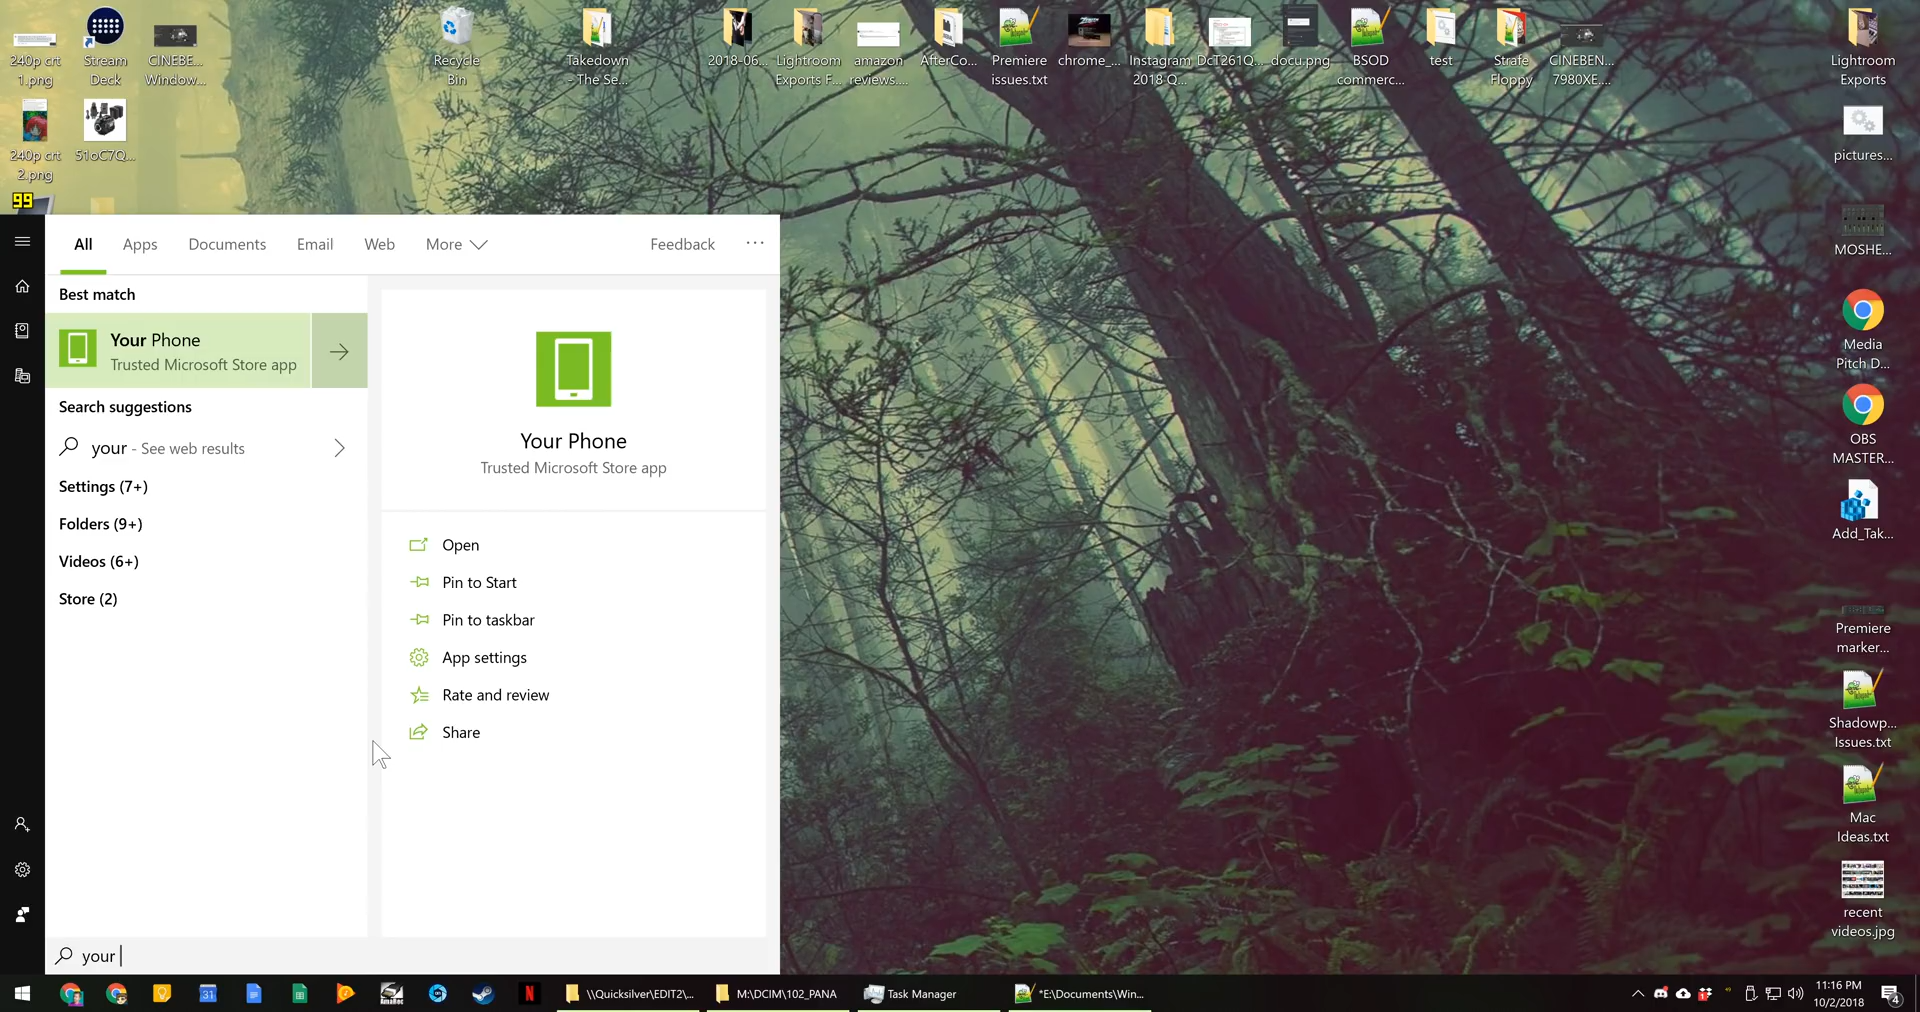 240p crt
1.png
Stream
Deck
CINEBE...
Window...
Recycle
Bin
Takedown
- The Se...
2018-06...
Lightroom
Exports F...
amazon
reviews....
AfterCo...
Premiere
issues.txt
chrome_...
Instagram
2018 Q...
DcT261Q...
docu.png
BSOD
commerc...
test
Strafe
Floppy
CINEBEN...
7980XE....
Lightroom
Exports
240p crt
2.png
51oC7Q...
pictures...
99
MOSHE...
Media
Pitch D...
OBS
MASTER...
Add_Tak...
Premiere
marker...
Shadowp...
Issues.txt
Mac
Ideas.txt
recent
videos.jpg
All
Apps
Documents
Email
Web
More
Feedback
...
Best match
Your Phone
Trusted Microsoft Store app
Search suggestions
your - See web results
Settings (7+)
Folders (9+)
Videos (6+)
Store (2)
Your Phone
Trusted Microsoft Store app
Open
Pin to Start
Pin to taskbar
App settings
Rate and review
Share
your
31
N
\\Quicksilver\EDIT2\...
M:\DCIM\102_PANA
Task Manager
*E:\Documents\Win...
11:16 PM
10/2/2018
4